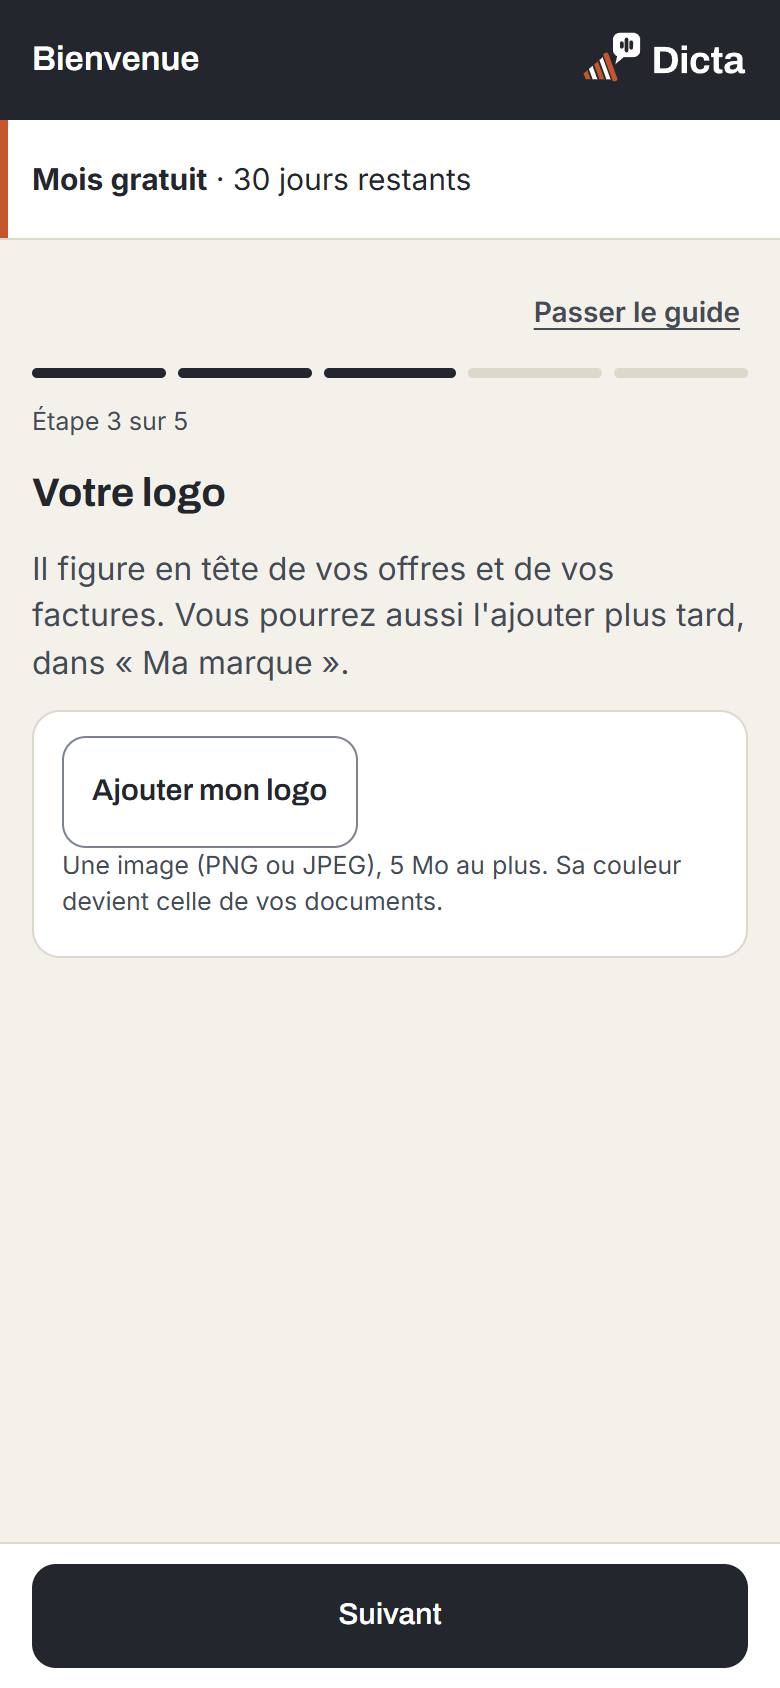 Bienvenue
Dicta
Mois gratuit · 30 jours restants
Passer le guide
Étape 3 sur 5
Votre logo
Il figure en tête de vos offres et de vos
factures. Vous pourrez aussi l'ajouter plus tard,
dans « Ma marque ».
Ajouter mon logo
Une image (PNG ou JPEG), 5 Mo au plus. Sa couleur
devient celle de vos documents.
Suivant